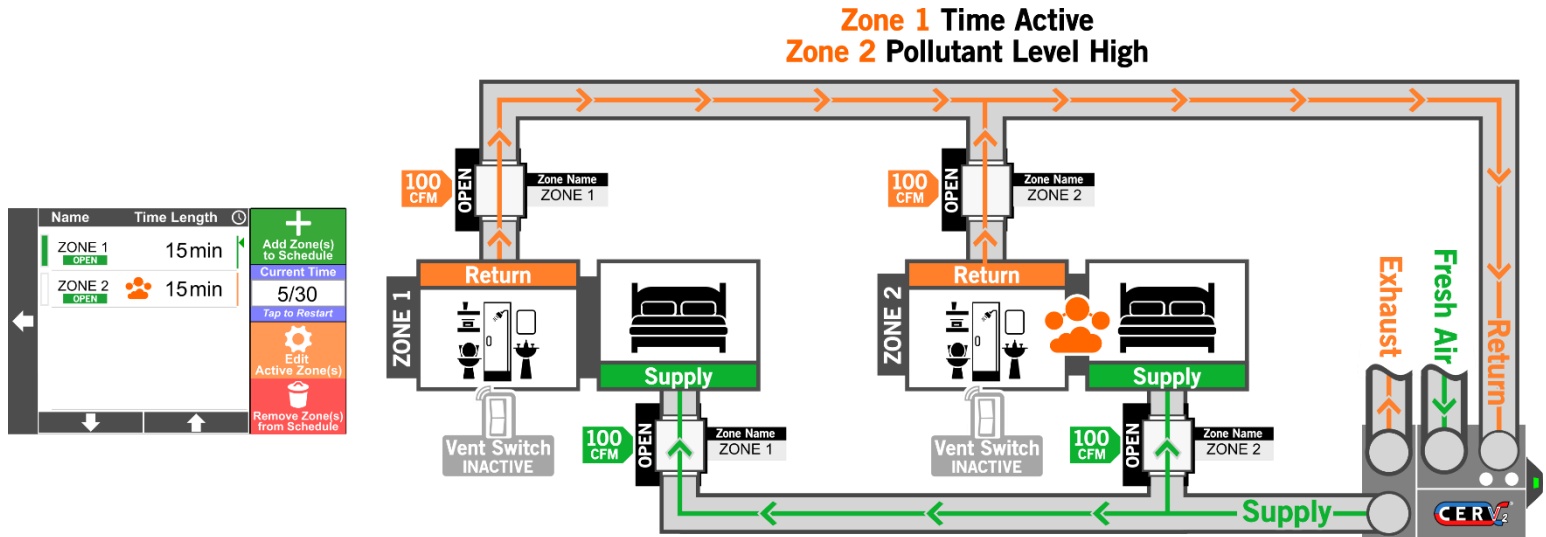 Zone 1 Time Active
Zone 2 Pollutant Level High
Name Time Length
ZONE 1 15min
OPEN
ZONE 2 15min
OPEN
Add Zone(s)
to Schedule
Current Time
5/30
Tap to Restart
Edit
Active Zone(s)
Remove Zone(s)
from Schedule
100
CFM
OPEN
Zone Name
ZONE 1
100
CFM
OPEN
Zone Name
ZONE 2
ZONE 1
Return
Supply
Vent Switch
INACTIVE
100
CFM
OPEN
Zone Name
ZONE 1
ZONE 2
Return
Supply
Vent Switch
INACTIVE
100
CFM
OPEN
Zone Name
ZONE 2
Exhaust
Fresh Air
Return
Supply
CERV2